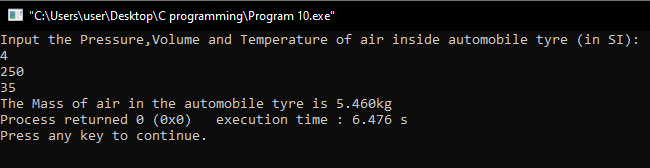 "C:\Users\user\Desktop\C programming\Program 10.exe"
Input the Pressure,Volume and Temperature of air inside automobile tyre (in SI):
4
250
35
The Mass of air in the automobile tyre is 5.460kg
Process returned 0 (0x0)   execution time : 6.476 s
Press any key to continue.